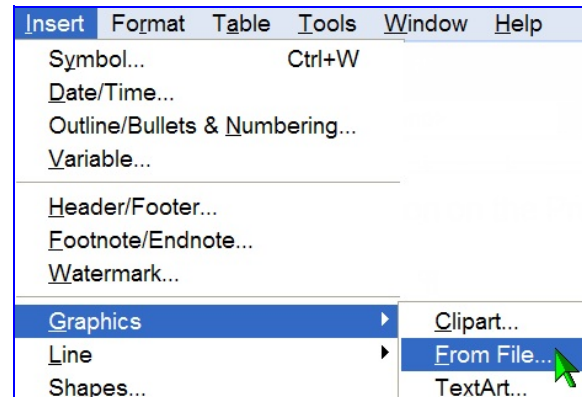 Insert Format Table Tools Window Help
Symbol... Ctrl+W
Date/Time...
Outline/Bullets & Numbering...
Variable...
Header/Footer...
Footnote/Endnote...
Watermark...
Graphics
Clipart...
Line
From File...
Shapes...
TextArt...